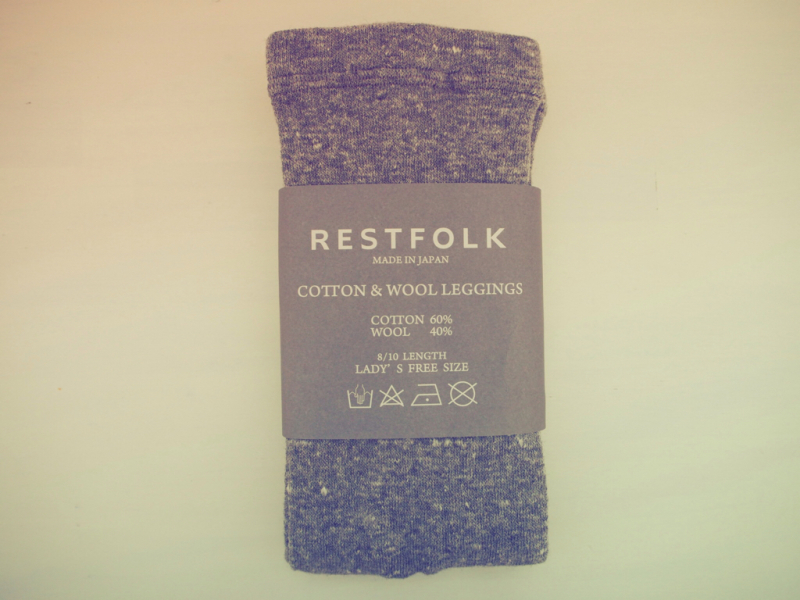 RESTFOLK
MADE IN JAPAN
COTTON & WOOL LEGGINGS
COTTON 60%
WOOL 40%
8/10 LENGTH
LADY' S FREE SIZE